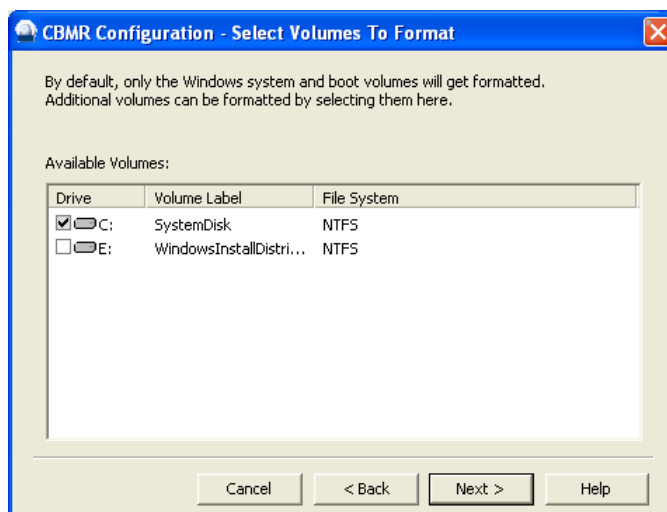 CBMR Configuration - Select Volumes To Format
By default, only the Windows system and boot volumes will get formatted.
Additional volumes can be formatted by selecting them here.
Available Volumes:
Drive Volume Label File System
C: SystemDisk NTFS
E: WindowsInstallDistri... NTFS
Cancel < Back Next > Help